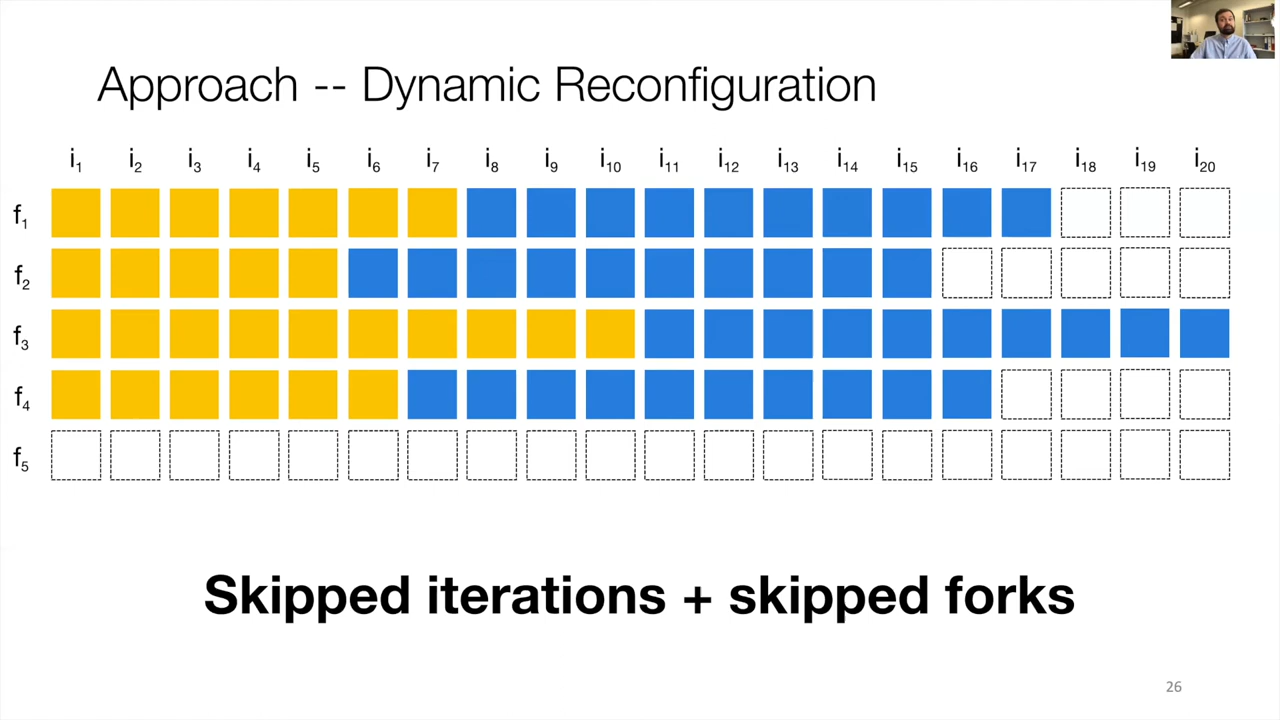 Approach -- Dynamic Reconfiguration
i₁ i₂ i₃ i₄ i₅ i₆ i₇ i₈ i₉ i₁₀ i₁₁ i₁₂ i₁₃ i₁₄ i₁₅ i₁₆ i₁₇ i₁₈ i₁₉ i₂₀
f₁
f₂
f₃
f₄
f₅
Skipped iterations + skipped forks
26